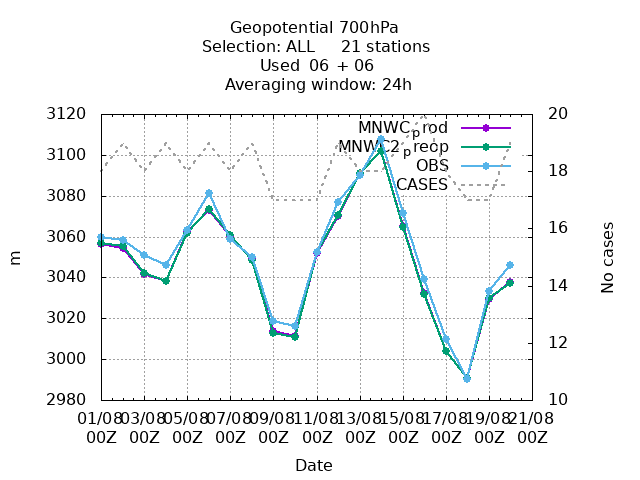 Geopotential 700hPa
Selection: ALL     21 stations
Used  06 + 06
Averaging window: 24h
3120
3100
3080
3060
3040
3020
3000
2980
m
MNWCprod
MNWC2preop
OBS
CASES
20
18
16
14
12
10
No cases
01/08 03/08 05/08 07/08 09/08 11/08 13/08 15/08 17/08 19/08 21/08
00Z 00Z 00Z 00Z 00Z 00Z 00Z 00Z 00Z 00Z 00Z
Date